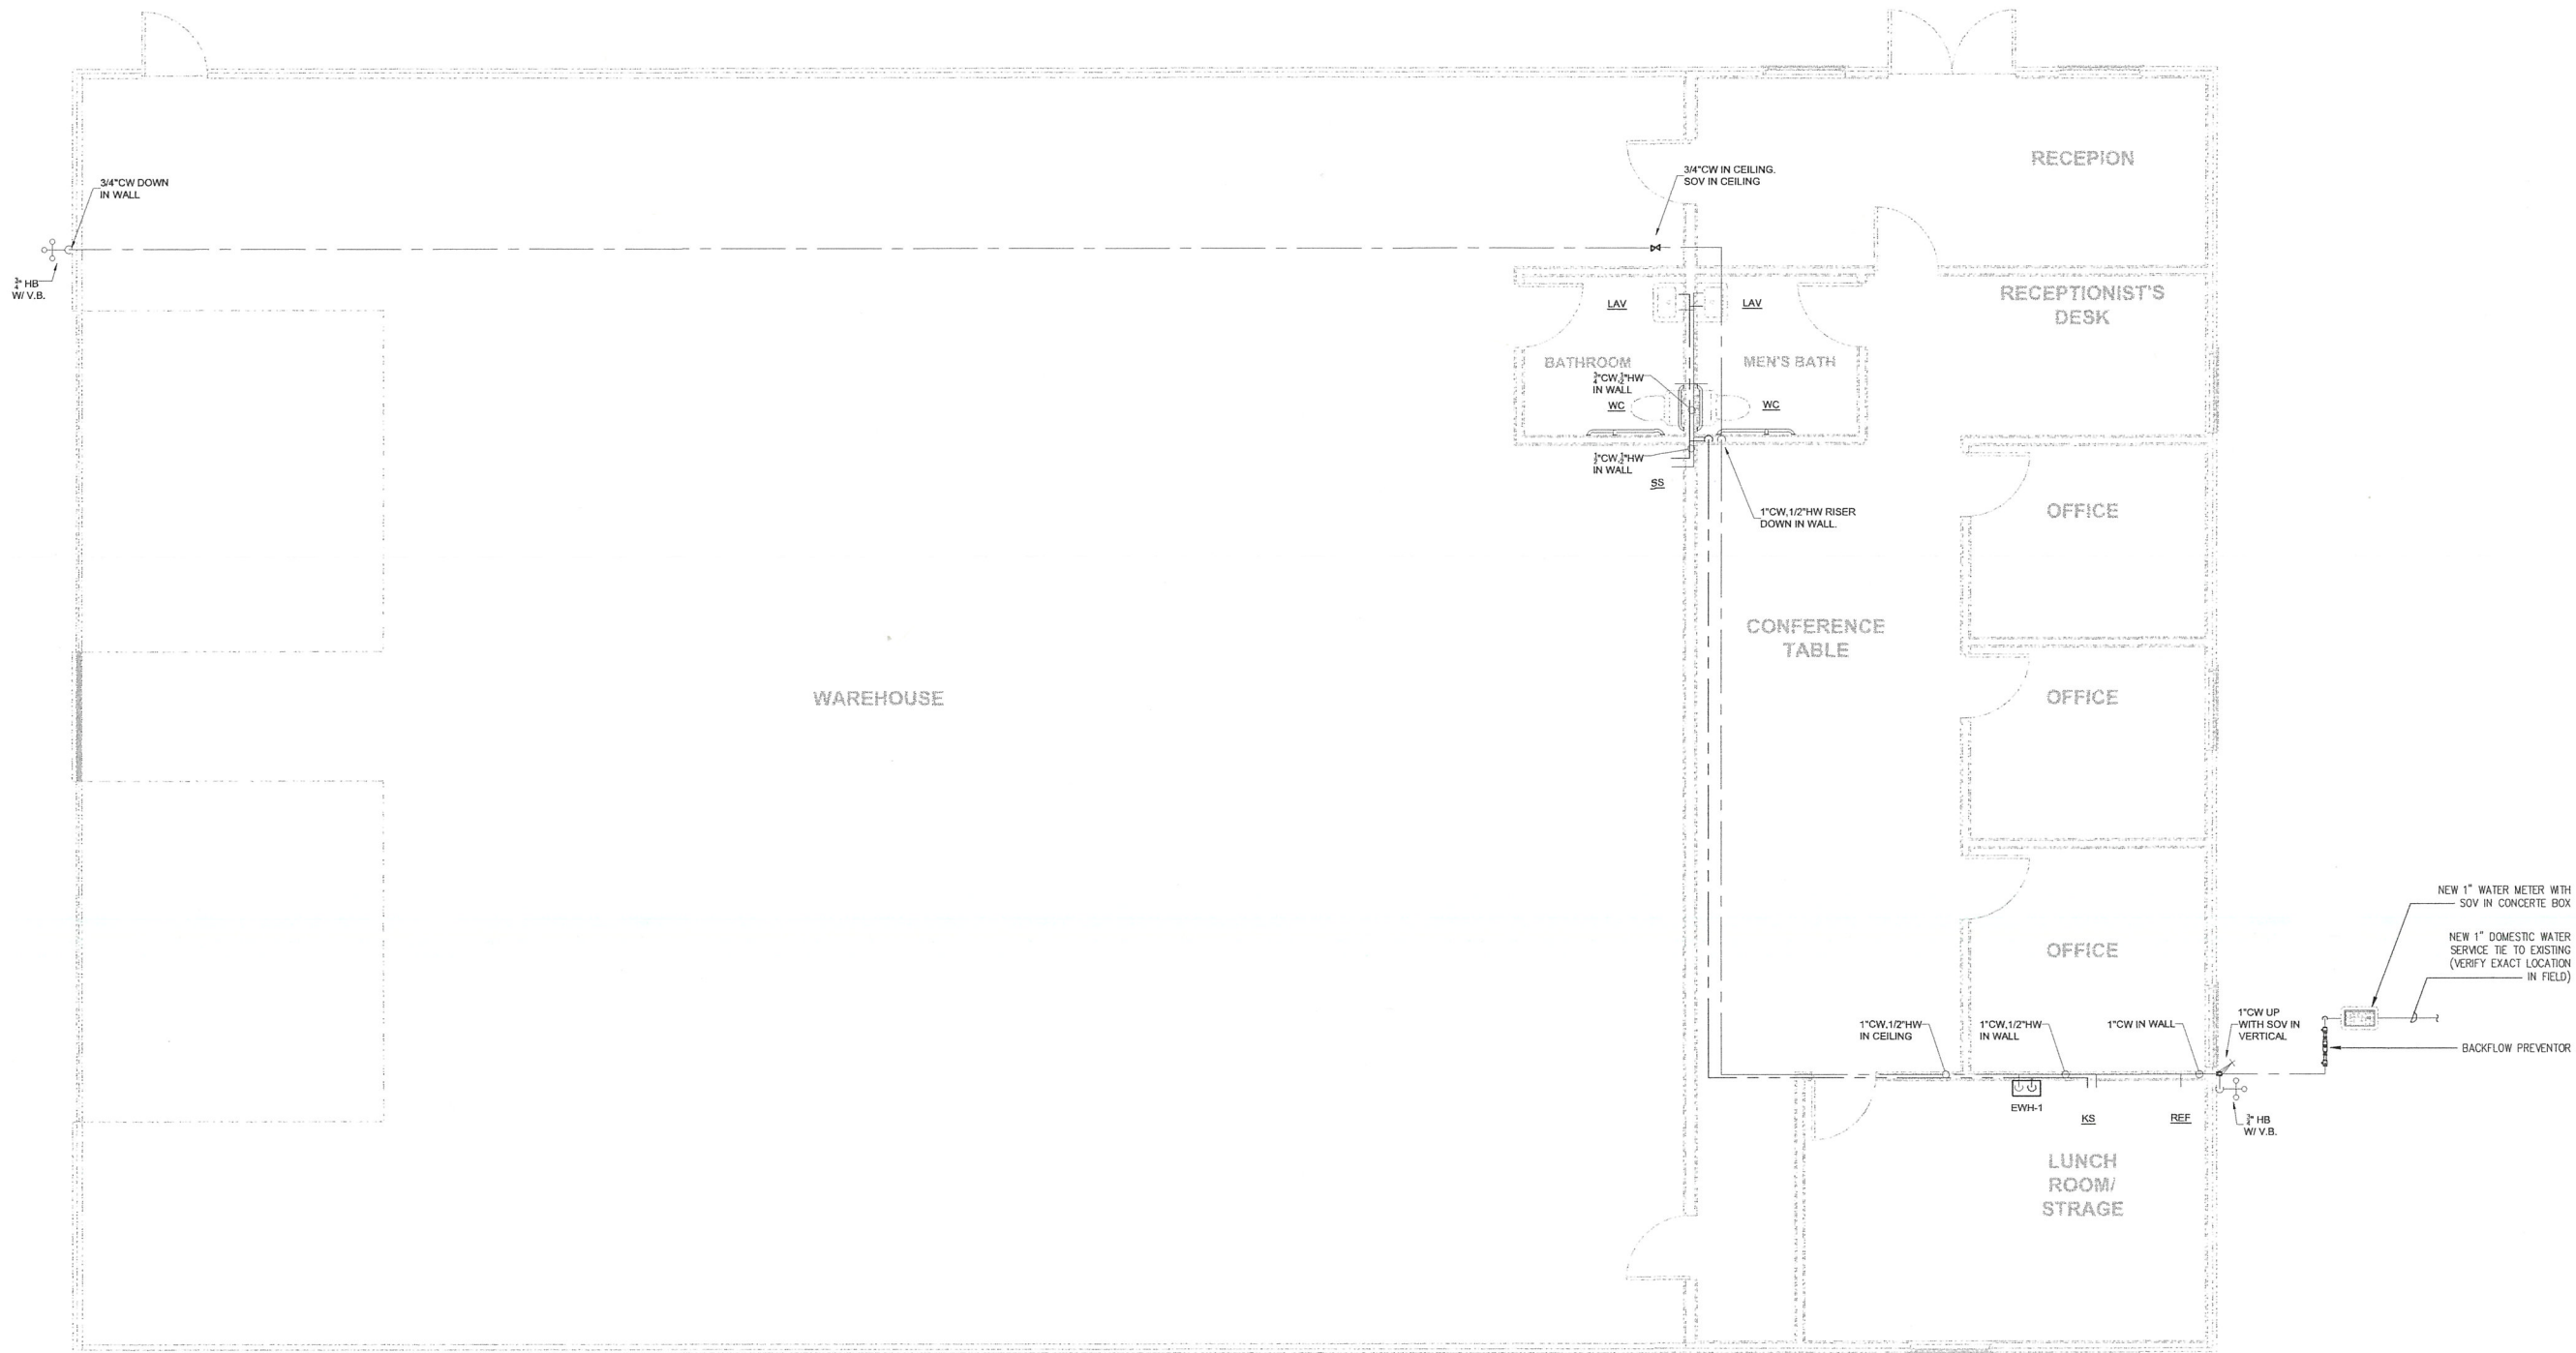 RECEPION
3/4"CW DOWN
IN WALL
3/4"CW IN CEILING.
SOV IN CEILING
3/4" HB
W/ V.B.
RECEPTIONIST'S
DESK
LAV
LAV
BATHROOM
MEN'S BATH
3/4"CW,1/2"HW
IN WALL
WC
WC
1/2"CW,1/2"HW
IN WALL
SS
1"CW,1/2"HW RISER
DOWN IN WALL.
OFFICE
CONFERENCE
TABLE
WAREHOUSE
OFFICE
NEW 1" WATER METER WITH
SOV IN CONCERTE BOX
NEW 1" DOMESTIC WATER
SERVICE TIE TO EXISTING
(VERIFY EXACT LOCATION
IN FIELD)
OFFICE
1"CW,1/2"HW
IN CEILING
1"CW,1/2"HW
IN WALL
1"CW IN WALL
1"CW UP
WITH SOV IN
VERTICAL
BACKFLOW PREVENTOR
EWH-1
KS
REF
3/4" HB
W/ V.B.
LUNCH
ROOM/
STRAGE